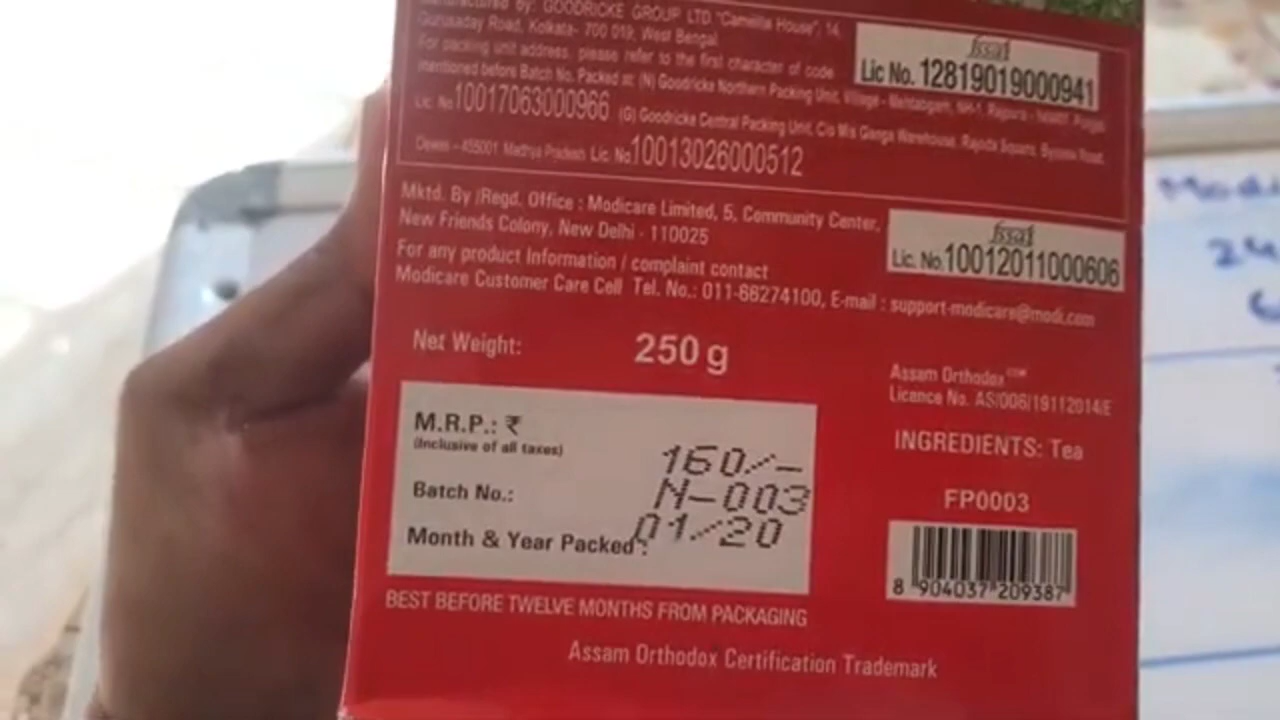 Manufactured by: GOODRICKE GROUP LTD "Camellia House", 14,
Gurusaday Road, Kolkata- 700 019, West Bengal
For packing unit address, please refer to the first character of code
mentioned before Batch No. Packed at: (N) Goodricke Northern Packing Unit, Village - Mehtabgarh, NH-1, Rajpura -
fssai
Lic No. 12819019000941
Lic. No. 10017063000966 (G) Goodricke Central Packing Unit, C/o M/s Ganga Warehouse, Rajoda Square, Bypass Road,
Dewas - 455001 Madhya Pradesh Lic. No. 10013026000512
Mktd. By /Regd. Office : Modicare Limited, 5, Community Center,
New Friends Colony, New Delhi - 110025
fssai
Lic. No. 10012011000606
For any product Information / complaint contact
Modicare Customer Care Cell Tel. No.: 011-66274100, E-mail : support-modicare@modi.com
Net Weight: 250 g
Assam Orthodox
Licence No. AS/006/19112014/E
M.R.P.: ₹ 160/-
(Inclusive of all taxes)
Batch No.: N-003
Month & Year Packed : 01/20
INGREDIENTS: Tea
FP0003
8 904037 209387
BEST BEFORE TWELVE MONTHS FROM PACKAGING
Assam Orthodox Certification Trademark